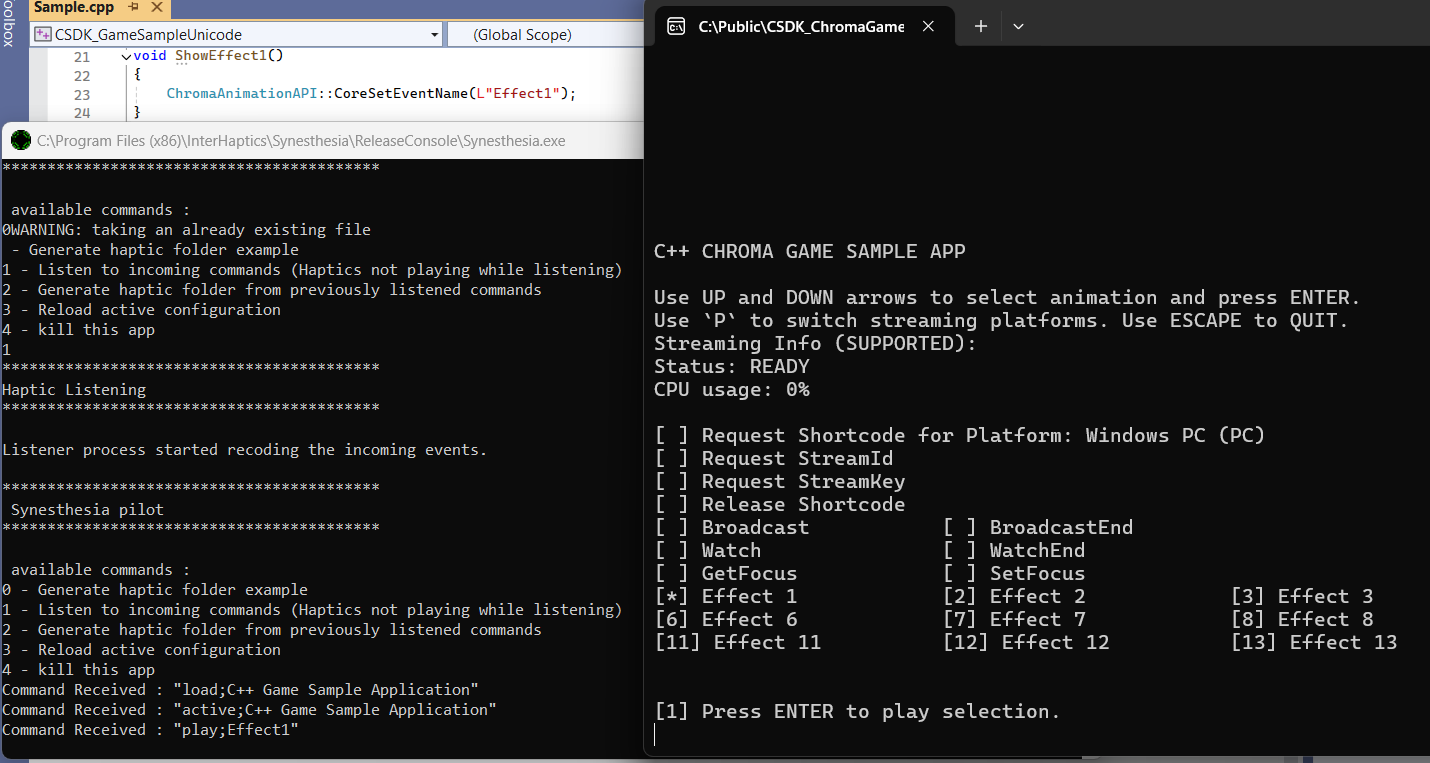 Sample.cpp
oolbox
CSDK_GameSampleUnicode
(Global Scope)
21 void ShowEffect1()
22 {
23 ChromaAnimationAPI::CoreSetEventName(L"Effect1");
24 }
C:\Program Files (x86)\InterHaptics\Synesthesia\ReleaseConsole\Synesthesia.exe
******************************************
available commands :
0WARNING: taking an already existing file
- Generate haptic folder example
1 - Listen to incoming commands (Haptics not playing while listening)
2 - Generate haptic folder from previously listened commands
3 - Reload active configuration
4 - kill this app
1
******************************************
Haptic Listening
******************************************
Listener process started recoding the incoming events.
******************************************
Synesthesia pilot
******************************************
available commands :
0 - Generate haptic folder example
1 - Listen to incoming commands (Haptics not playing while listening)
2 - Generate haptic folder from previously listened commands
3 - Reload active configuration
4 - kill this app
Command Received : "load;C++ Game Sample Application"
Command Received : "active;C++ Game Sample Application"
Command Received : "play;Effect1"
C:\Public\CSDK_ChromaGame
C++ CHROMA GAME SAMPLE APP
Use UP and DOWN arrows to select animation and press ENTER.
Use `P` to switch streaming platforms. Use ESCAPE to QUIT.
Streaming Info (SUPPORTED):
Status: READY
CPU usage: 0%
[ ] Request Shortcode for Platform: Windows PC (PC)
[ ] Request StreamId
[ ] Request StreamKey
[ ] Release Shortcode
[ ] Broadcast [ ] BroadcastEnd
[ ] Watch [ ] WatchEnd
[ ] GetFocus [ ] SetFocus
[*] Effect 1 [2] Effect 2 [3] Effect 3
[6] Effect 6 [7] Effect 7 [8] Effect 8
[11] Effect 11 [12] Effect 12 [13] Effect 13
[1] Press ENTER to play selection.